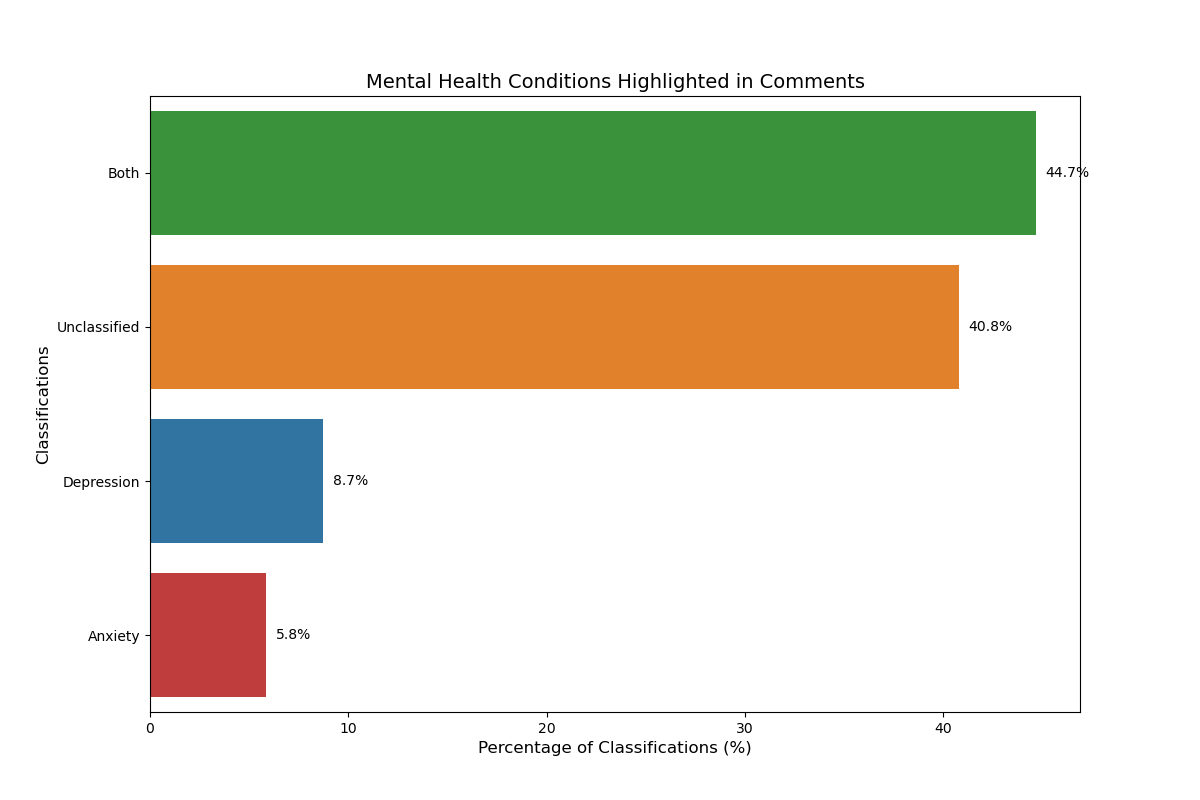 Mental Health Conditions Highlighted in Comments
Both
44.7%
Unclassified
40.8%
Classifications
Depression
8.7%
Anxiety
5.8%
0 10 20 30 40
Percentage of Classifications (%)